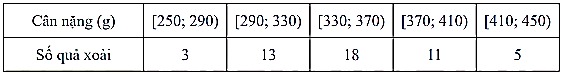 Cân nặng (g) [250; 290) [290; 330) [330; 370) [370; 410) [410; 450)
Số quả xoài 3 13 18 11 5